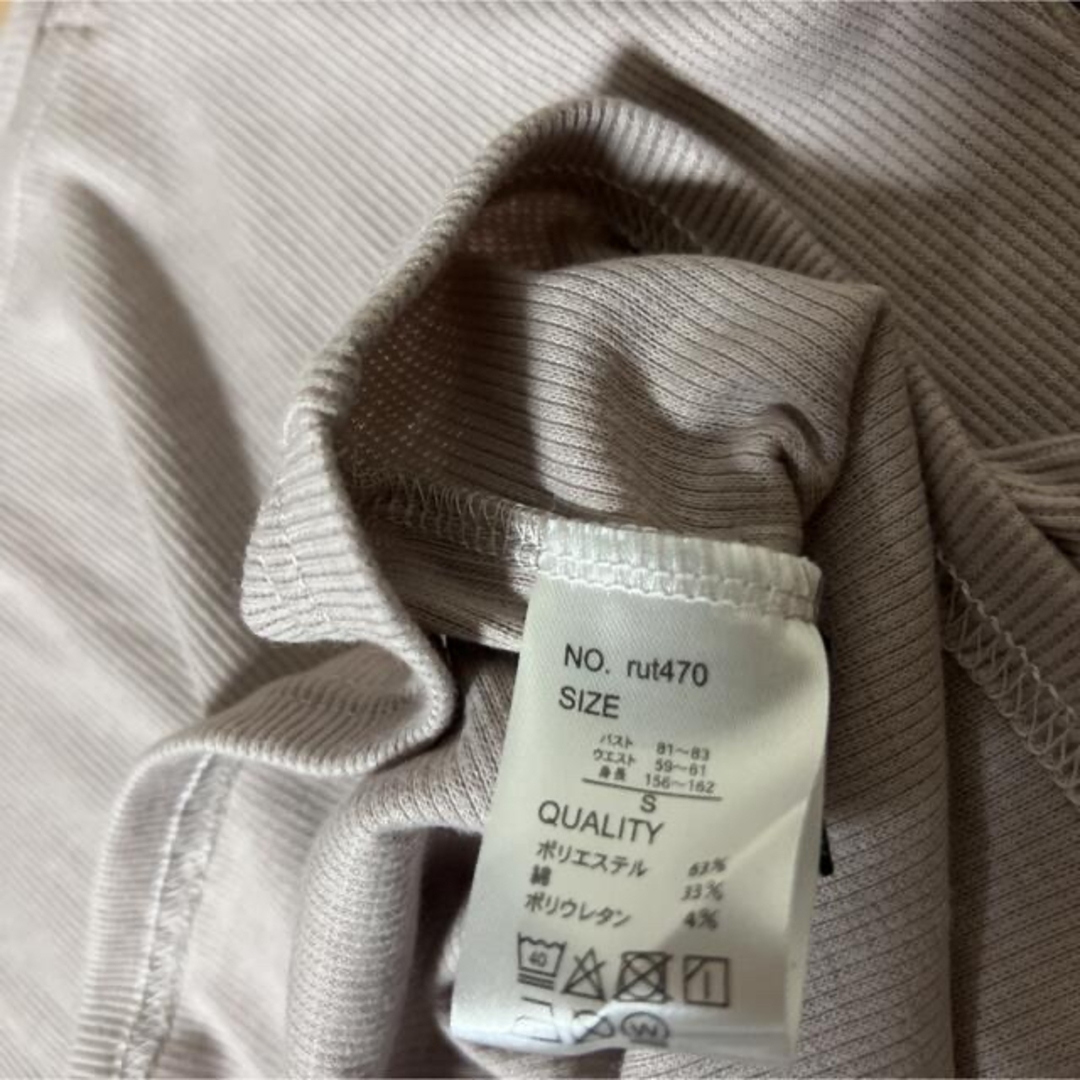 NO. rut470
SIZE
バスト 81～83
ウエスト 59～61
身長 156～162
S
QUALITY
ポリエステル 63%
綿 33%
ポリウレタン 4%
40
W